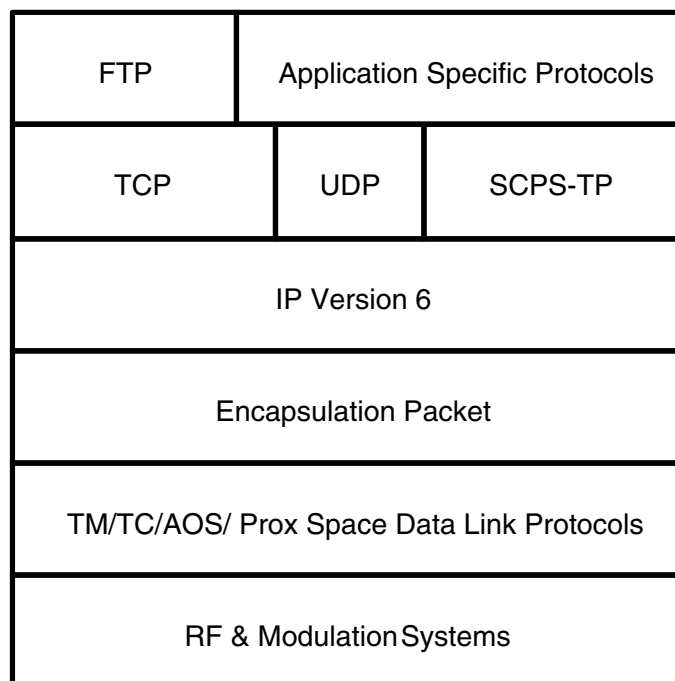 FTP
Application Specific Protocols
TCP
UDP
SCPS-TP
IP Version 6
Encapsulation Packet
TM/TC/AOS/ Prox Space Data Link Protocols
RF & Modulation Systems